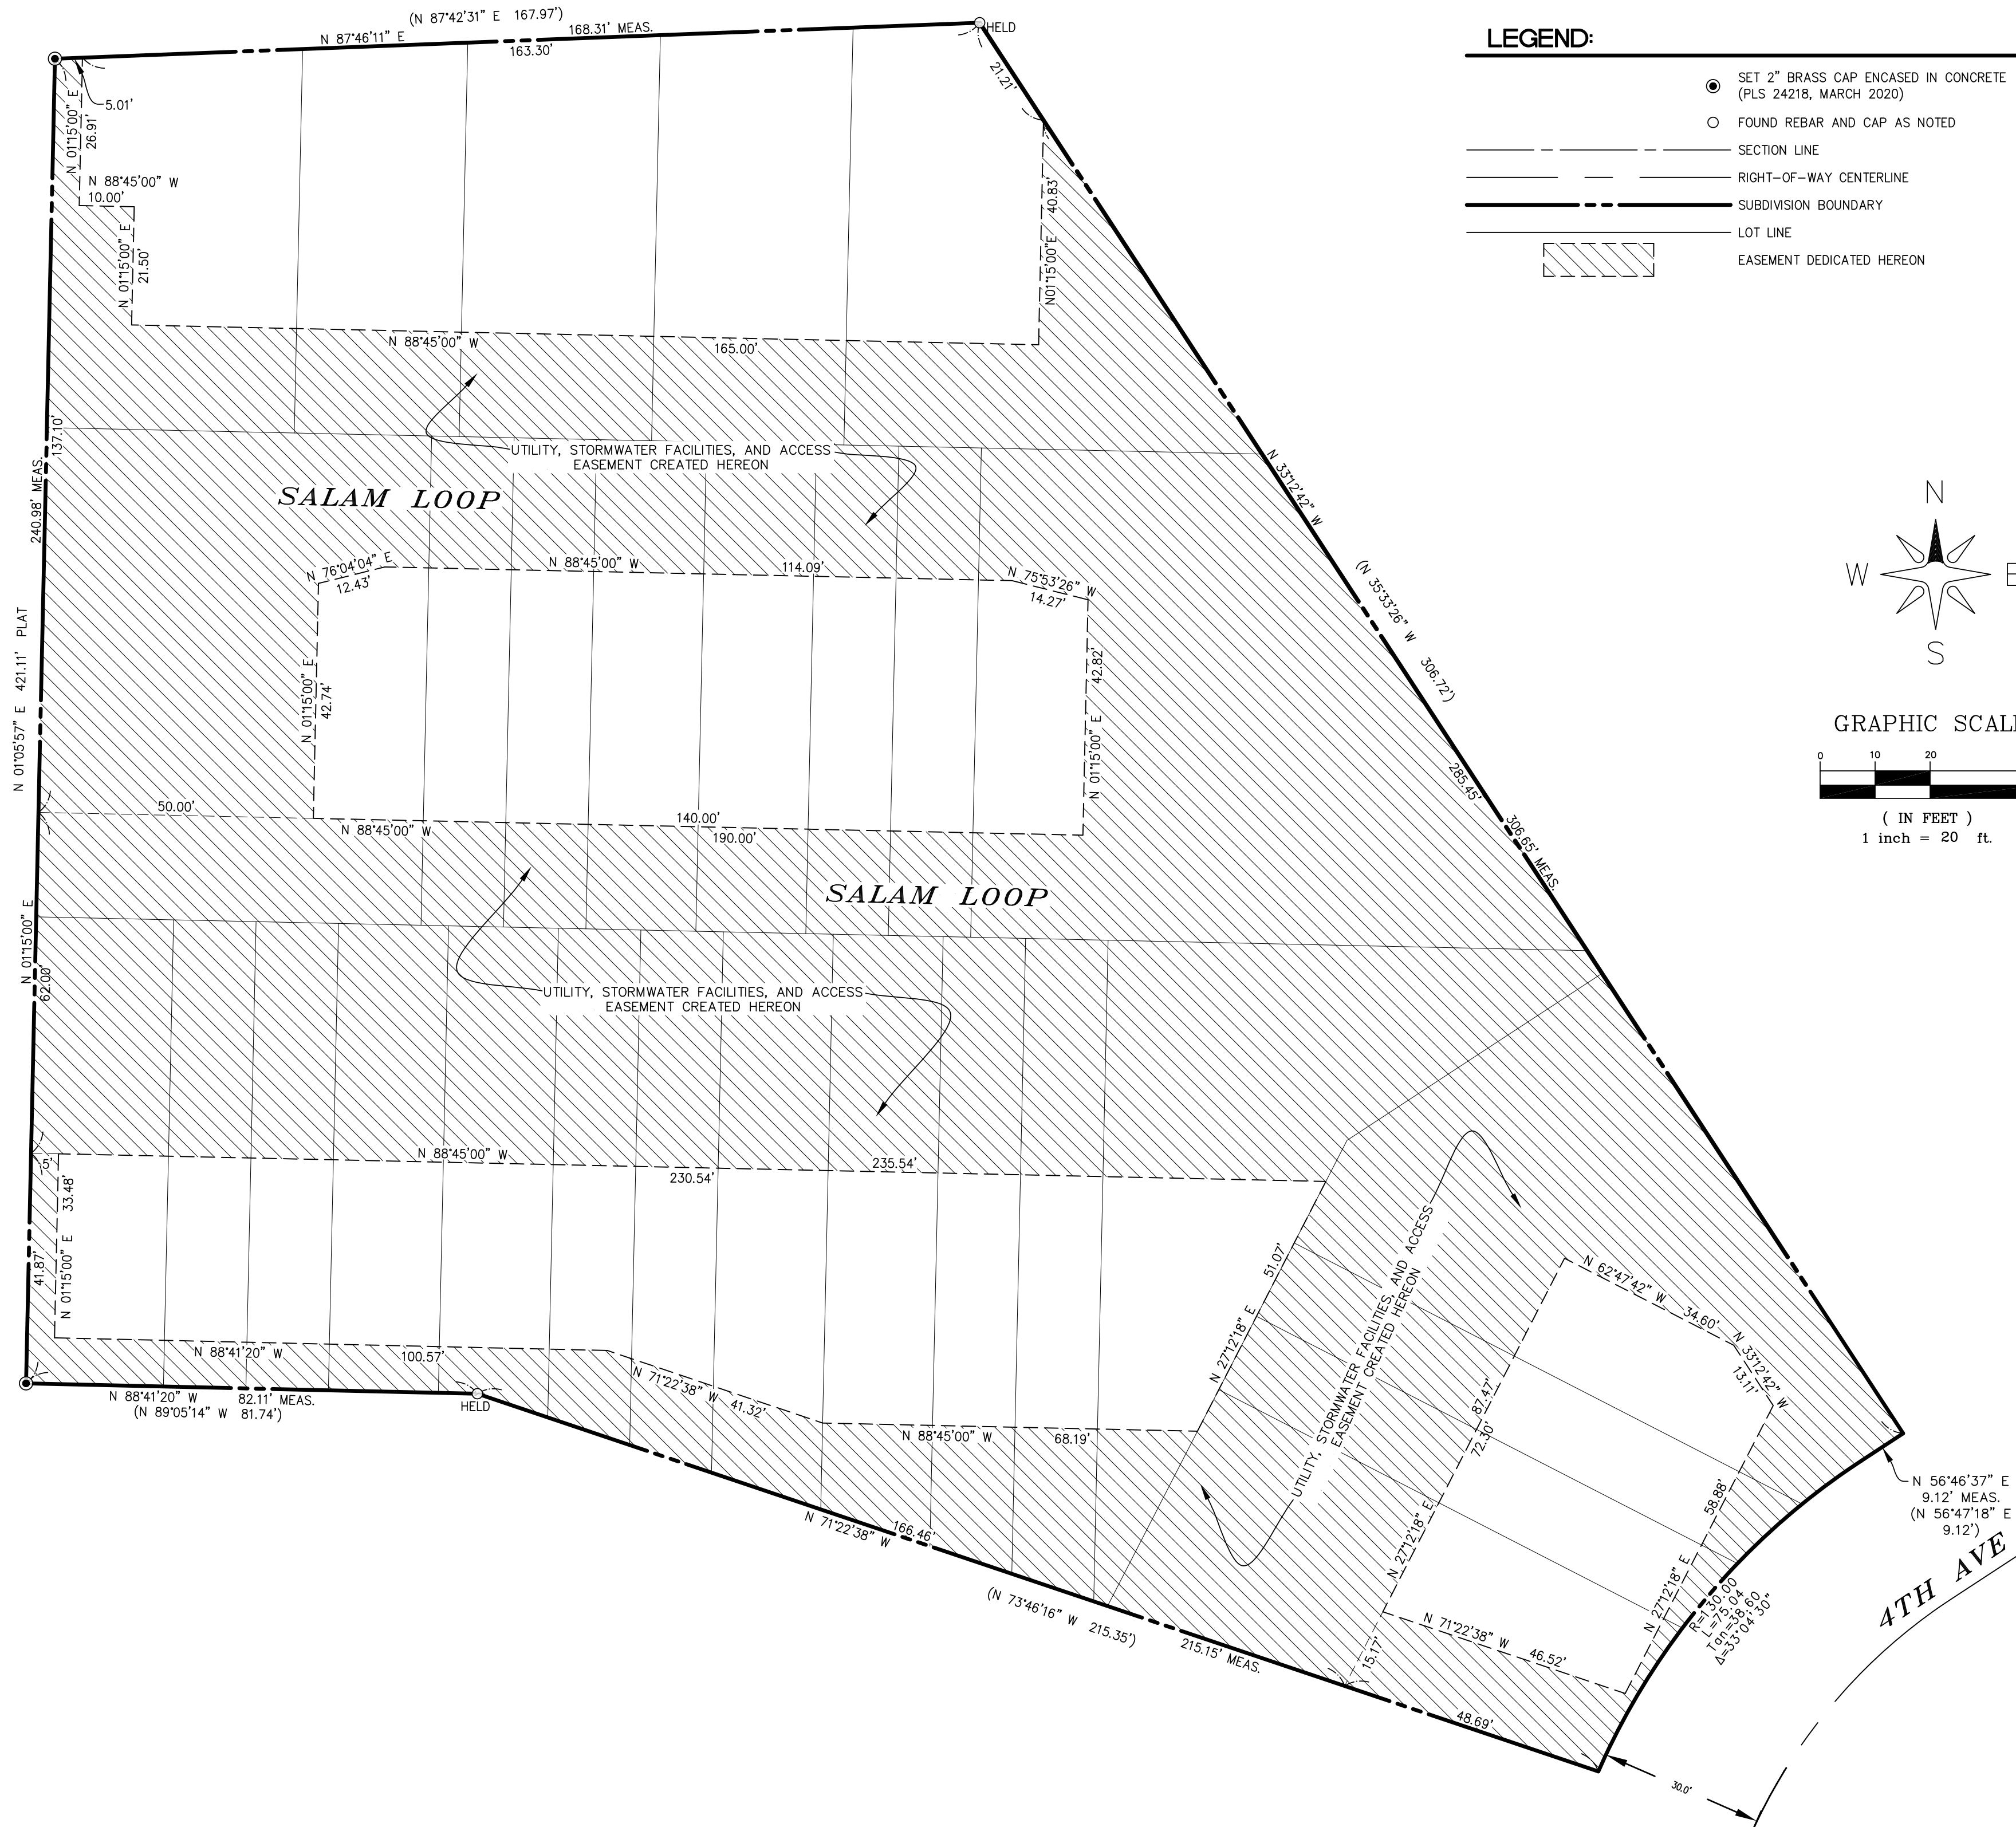 (N 87°42'31" E 167.97')
N 87°46'11" E
168.31' MEAS.
163.30'
HELD
21.21'
5.01'
N 01°15'00" E
26.91'
N 88°45'00" W
10.00'
N 01°15'00" E
21.50'
N01°15'00"E 40.83'
N 88°45'00" W
165.00'
LEGEND:
SET 2" BRASS CAP ENCASED IN CONCRETE
(PLS 24218, MARCH 2020)
FOUND REBAR AND CAP AS NOTED
SECTION LINE
RIGHT-OF-WAY CENTERLINE
SUBDIVISION BOUNDARY
LOT LINE
EASEMENT DEDICATED HEREON
137.10'
240.98' MEAS.
N 01°05'57" E 421.11' PLAT
UTILITY, STORMWATER FACILITIES, AND ACCESS
EASEMENT CREATED HEREON
SALAM LOOP
N 33°12'42" W
(N 35°33'26" W 306.72')
285.45'
306.65' MEAS.
N
W
E
S
GRAPHIC SCAL
0 10 20
( IN FEET )
1 inch = 20 ft.
N 76°04'04" E
12.43'
N 88°45'00" W
114.09'
N 75°53'26" W
14.27'
N 01°15'00" E
42.74'
42.82'
N 01°15'00" E
50.00'
N 88°45'00" W
140.00'
190.00'
SALAM LOOP
N 01°15'00" E
62.00'
UTILITY, STORMWATER FACILITIES, AND ACCESS
EASEMENT CREATED HEREON
5'
N 88°45'00" W
230.54'
235.54'
N 01°15'00" E 33.48'
41.87'
51.07'
N 27°12'18" E
UTILITY, STORMWATER FACILITIES, AND ACCESS
EASEMENT CREATED HEREON
N 62°47'42" W
34.60'
N 33°12'42" W
13.11'
87.47'
72.30'
N 27°12'18" E
58.88'
N 27°12'18" E
N 88°41'20" W
100.57'
N 71°22'38" W
41.32'
N 88°45'00" W
68.19'
N 88°41'20" W
82.11' MEAS.
(N 89°05'14" W 81.74')
HELD
N 71°22'38" W
166.46'
(N 73°46'16" W 215.35')
215.15' MEAS.
15.17'
N 71°22'38" W
46.52'
48.69'
R=130.00
L=75.04
Tan=38.60
Δ=33°04'30"
N 56°46'37" E
9.12' MEAS.
(N 56°47'18" E
9.12')
4TH AVE
30.0'